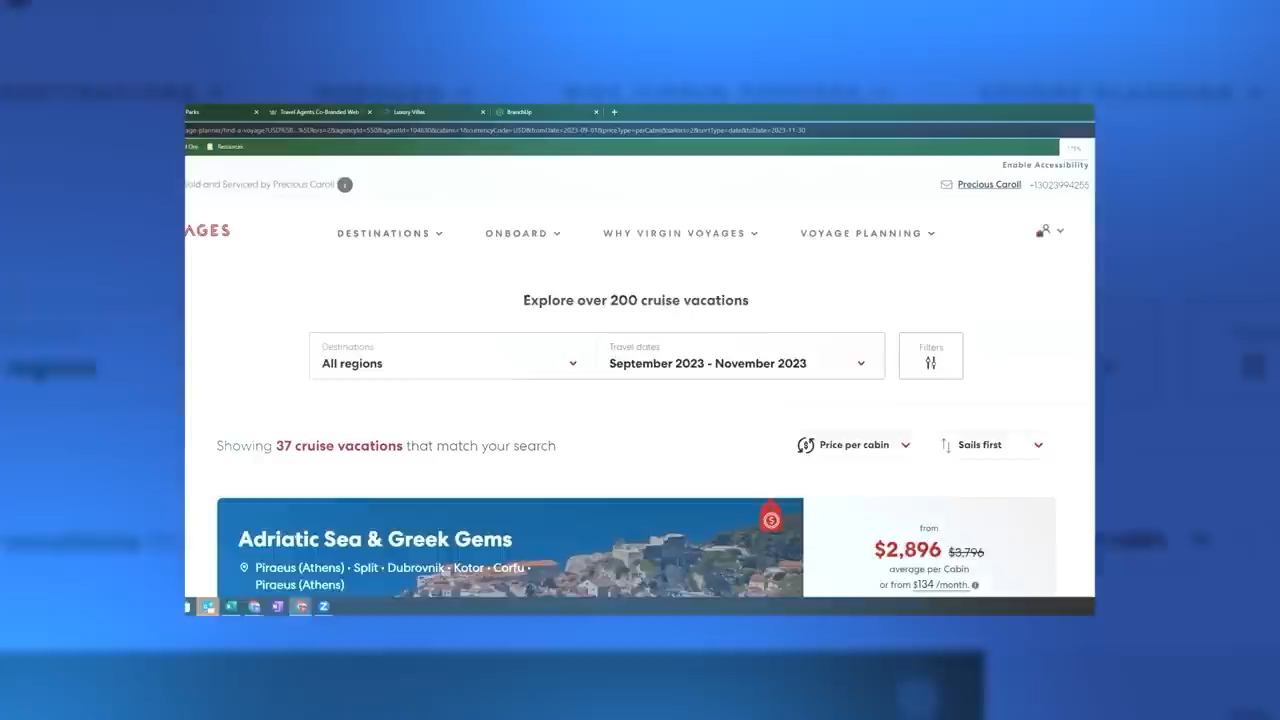 Parks
Travel Agents Co-Branded Web
Luxury Villas
BranchUp
Resources
Enable Accessibility
Sold and Serviced by Precious Caroll
Precious Caroll +13023994255
AGES
DESTINATIONS
ONBOARD
WHY VIRGIN VOYAGES
VOYAGE PLANNING
Explore over 200 cruise vacations
Destinations
All regions
Travel dates
September 2023 - November 2023
Filters
Showing 37 cruise vacations that match your search
Price per cabin
Sails first
Adriatic Sea & Greek Gems
Piraeus (Athens) • Split • Dubrovnik • Kotor • Corfu •
Piraeus (Athens)
from
$2,896 $3,796
average per Cabin
or from $134 /month.